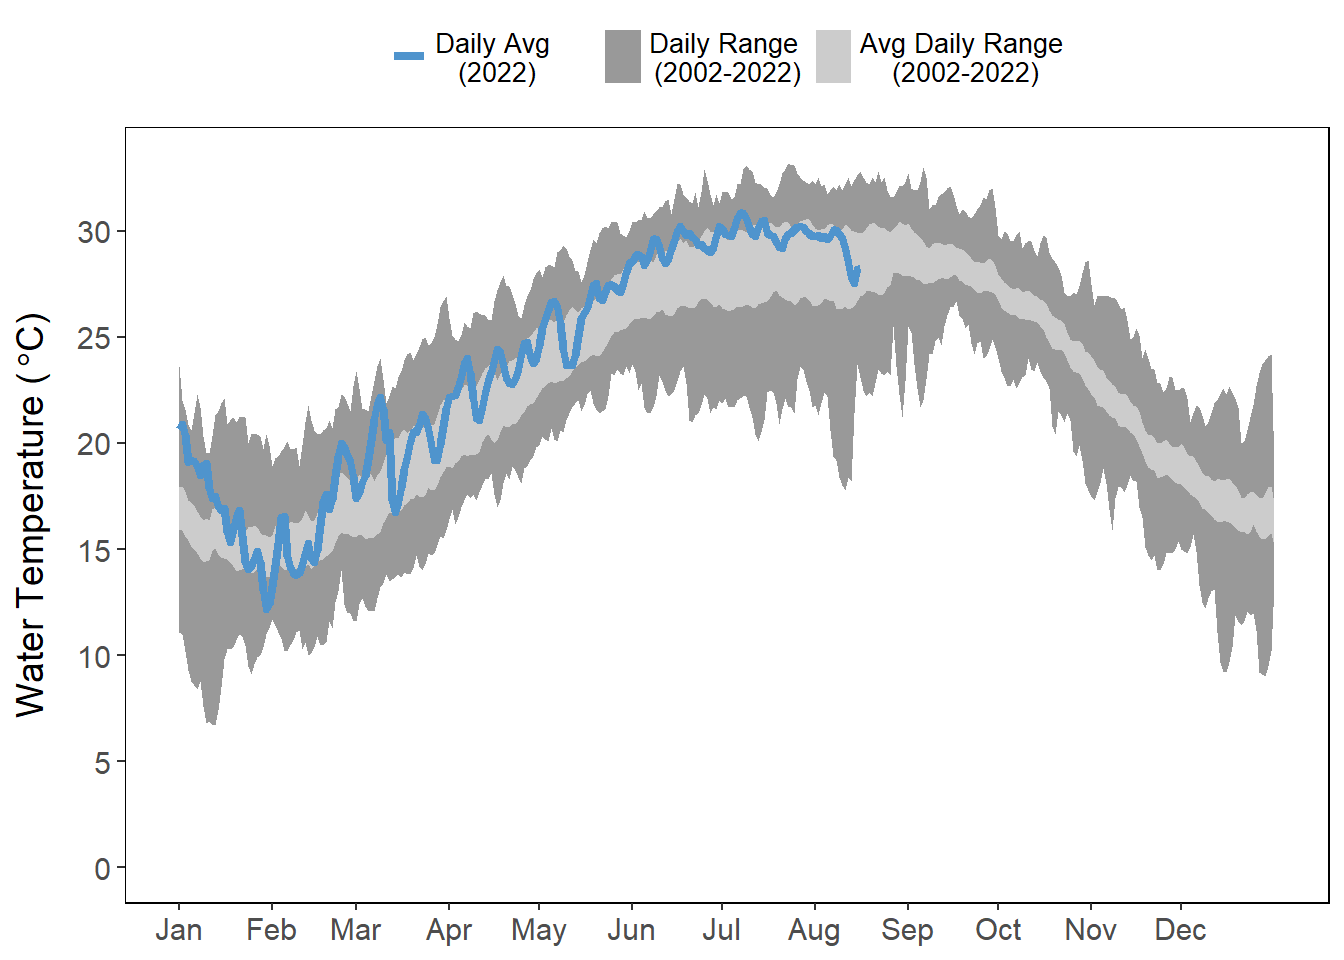 Daily Avg
(2022)
Daily Range
(2002-2022)
Avg Daily Range
(2002-2022)
Water Temperature (°C)
30
25
20
15
10
5
0
Jan Feb Mar Apr May Jun Jul Aug Sep Oct Nov Dec